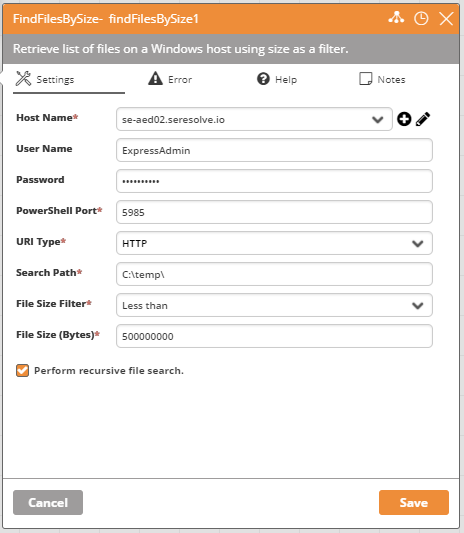 FindFilesBySize- findFilesBySize1
Retrieve list of files on a Windows host using size as a filter.
Settings Error Help Notes
Host Name* se-aed02.seresolve.io
User Name ExpressAdmin
Password ••••••••••
PowerShell Port* 5985
URI Type* HTTP
Search Path* C:\temp\
File Size Filter* Less than
File Size (Bytes)* 500000000
Perform recursive file search.
Cancel Save